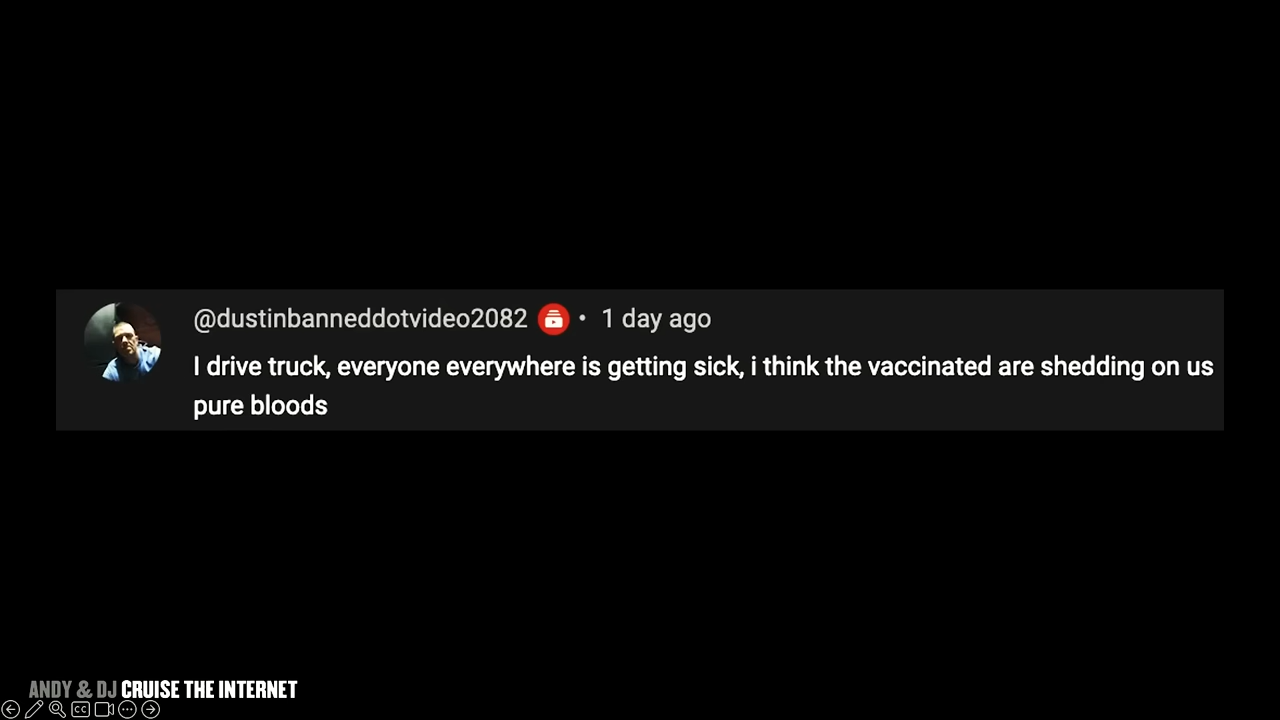 @dustinbanneddotvideo2082 • 1 day ago
I drive truck, everyone everywhere is getting sick, i think the vaccinated are shedding on us
pure bloods
ANDY & DJ CRUISE THE INTERNET
CC